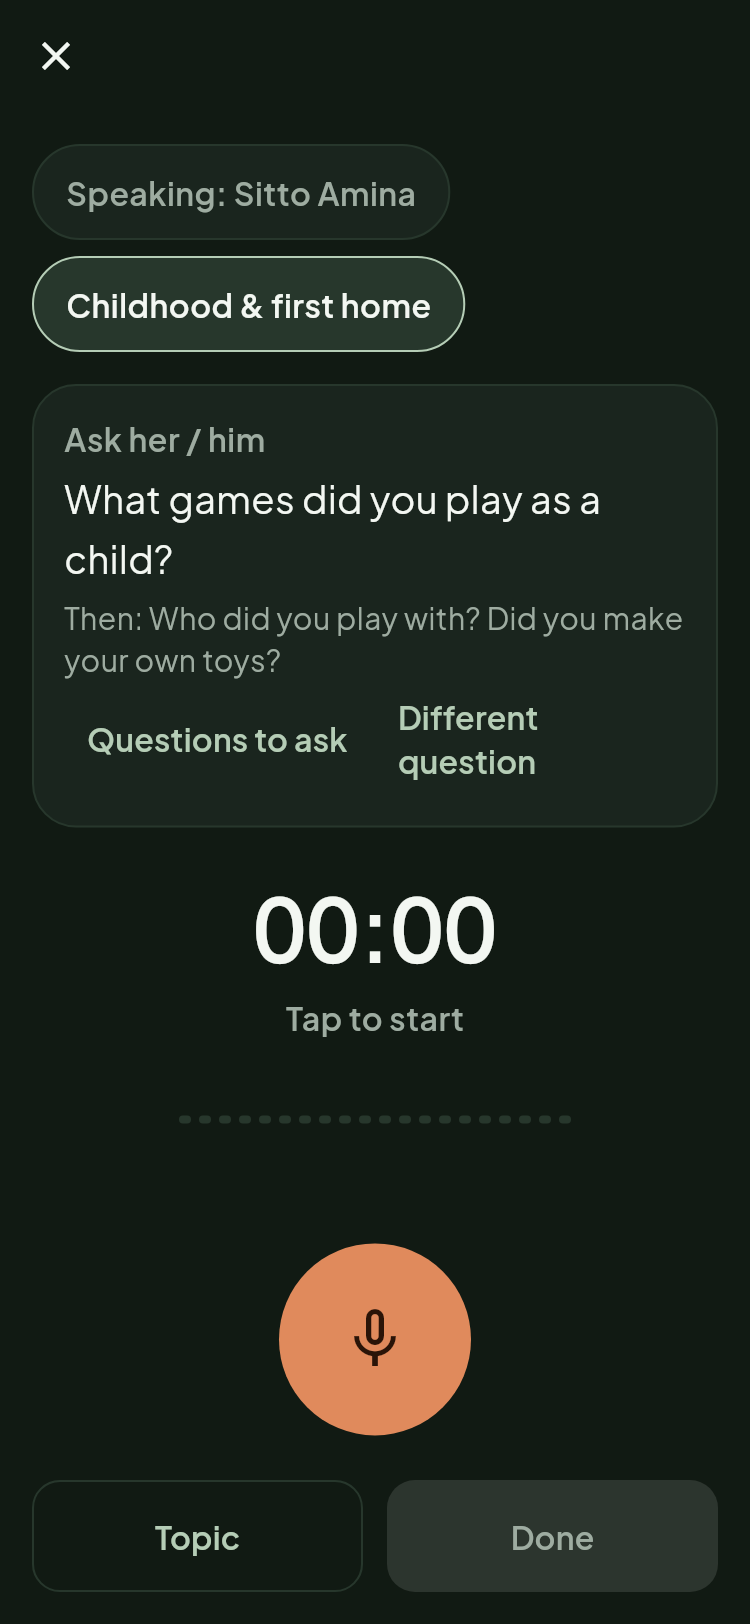 Speaking: Sitto Amina
Childhood & first home
Ask her / him
What games did you play as a
child?
Then: Who did you play with? Did you make
your own toys?
Questions to ask
Different
question
00:00
Tap to start
Topic
Done